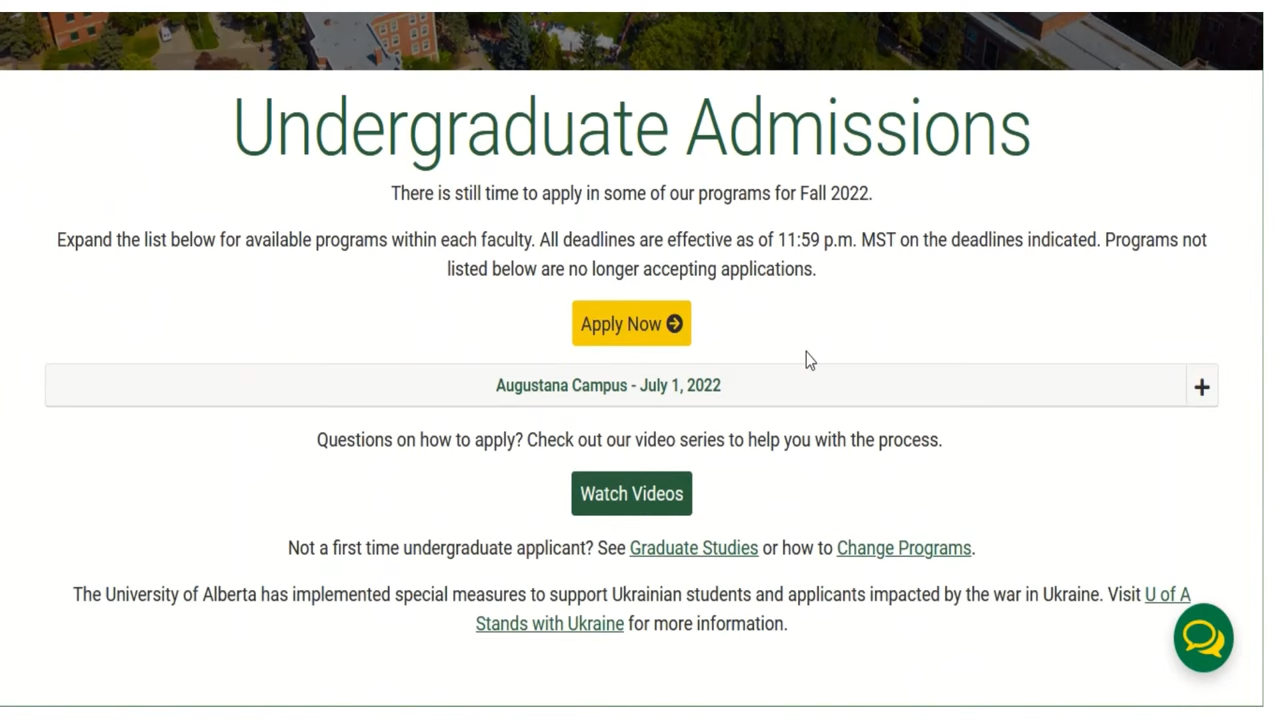 Undergraduate Admissions
There is still time to apply in some of our programs for Fall 2022.
Expand the list below for available programs within each faculty. All deadlines are effective as of 11:59 p.m. MST on the deadlines indicated. Programs not
listed below are no longer accepting applications.
Apply Now
Augustana Campus - July 1, 2022
Questions on how to apply? Check out our video series to help you with the process.
Watch Videos
Not a first time undergraduate applicant? See Graduate Studies or how to Change Programs.
The University of Alberta has implemented special measures to support Ukrainian students and applicants impacted by the war in Ukraine. Visit U of A
Stands with Ukraine for more information.